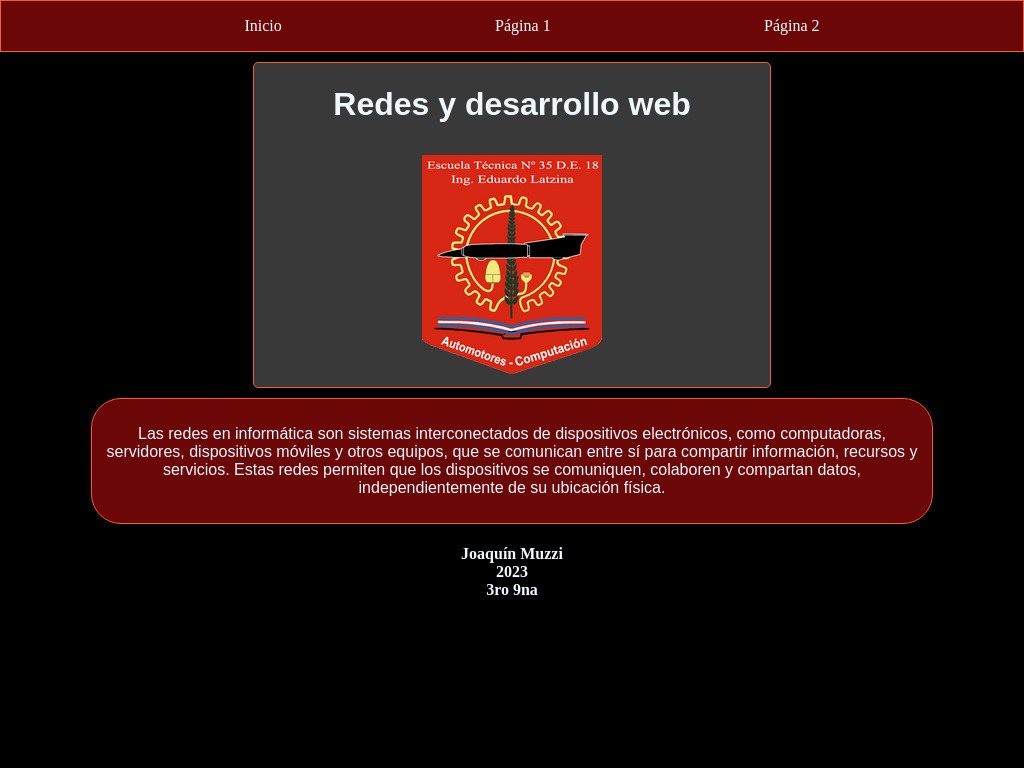 Inicio Página 1 Página 2
Redes y desarrollo web
Escuela Técnica Nº 35 D.E. 18
Ing. Eduardo Latzina
Automotores - Computación
Las redes en informática son sistemas interconectados de dispositivos electrónicos, como computadoras,
servidores, dispositivos móviles y otros equipos, que se comunican entre sí para compartir información, recursos y
servicios. Estas redes permiten que los dispositivos se comuniquen, colaboren y compartan datos,
independientemente de su ubicación física.
Joaquín Muzzi
2023
3ro 9na